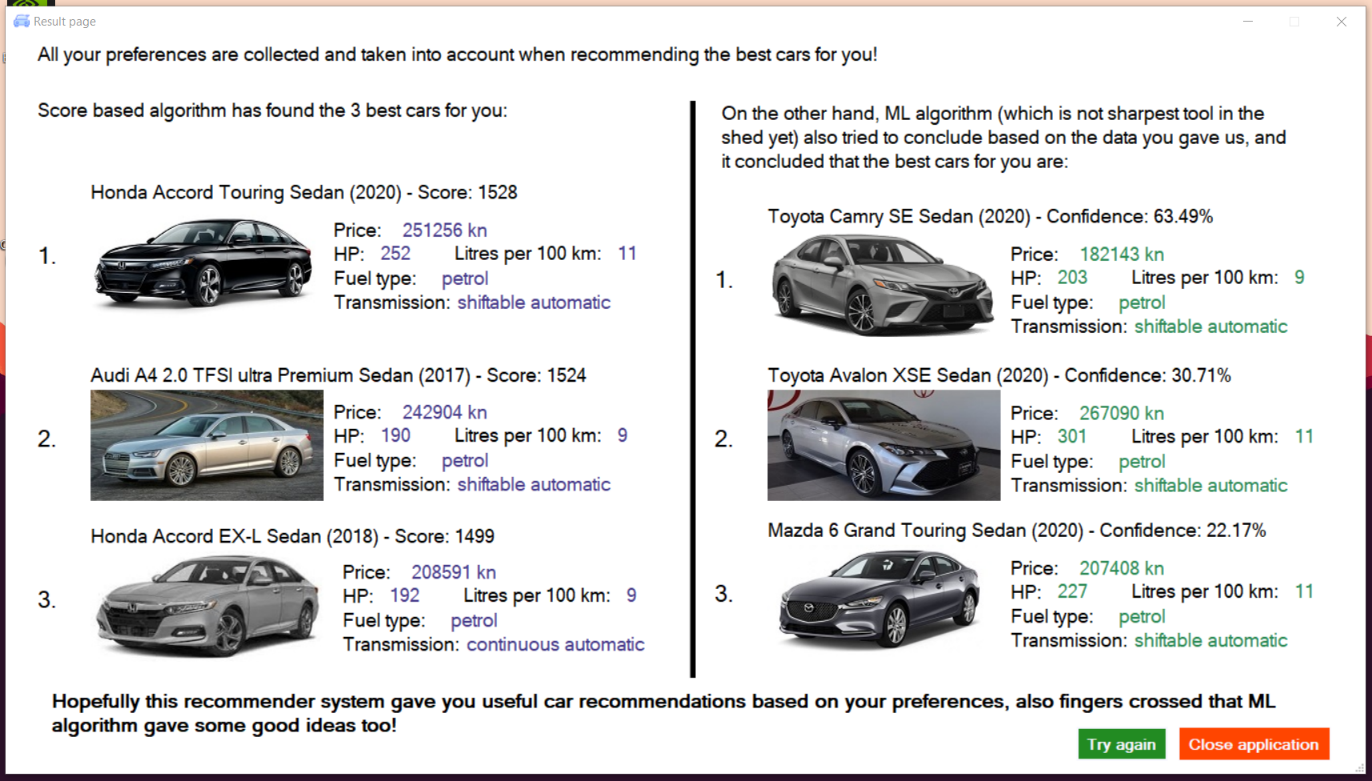 Result page
All your preferences are collected and taken into account when recommending the best cars for you!
Score based algorithm has found the 3 best cars for you:
Honda Accord Touring Sedan (2020) - Score: 1528
1.
Price: 251256 kn
HP: 252 Litres per 100 km: 11
Fuel type: petrol
Transmission: shiftable automatic
Audi A4 2.0 TFSI ultra Premium Sedan (2017) - Score: 1524
2.
Price: 242904 kn
HP: 190 Litres per 100 km: 9
Fuel type: petrol
Transmission: shiftable automatic
Honda Accord EX-L Sedan (2018) - Score: 1499
3.
Price: 208591 kn
HP: 192 Litres per 100 km: 9
Fuel type: petrol
Transmission: continuous automatic
On the other hand, ML algorithm (which is not sharpest tool in the
shed yet) also tried to conclude based on the data you gave us, and
it concluded that the best cars for you are:
Toyota Camry SE Sedan (2020) - Confidence: 63.49%
1.
Price: 182143 kn
HP: 203 Litres per 100 km: 9
Fuel type: petrol
Transmission: shiftable automatic
Toyota Avalon XSE Sedan (2020) - Confidence: 30.71%
2.
Price: 267090 kn
HP: 301 Litres per 100 km: 11
Fuel type: petrol
Transmission: shiftable automatic
Mazda 6 Grand Touring Sedan (2020) - Confidence: 22.17%
3.
Price: 207408 kn
HP: 227 Litres per 100 km: 11
Fuel type: petrol
Transmission: shiftable automatic
Hopefully this recommender system gave you useful car recommendations based on your preferences, also fingers crossed that ML
algorithm gave some good ideas too!
Try again
Close application